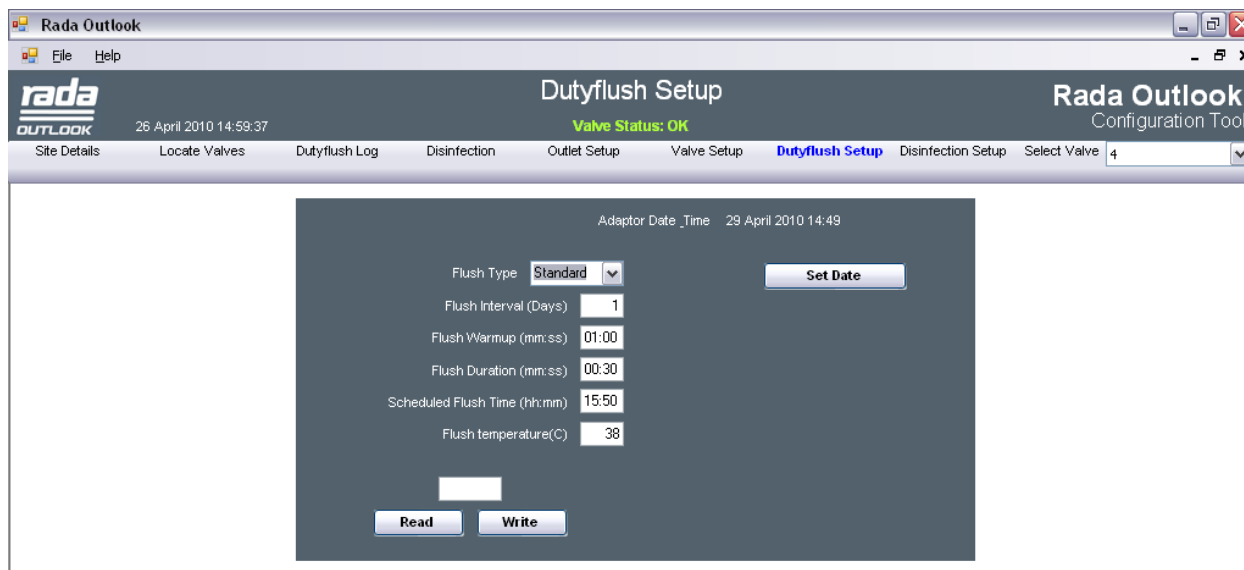 Rada Outlook
File Help
rada
OUTLOOK
26 April 2010 14:59:37
Dutyflush Setup
Valve Status: OK
Rada Outlook
Configuration Tool
Site Details Locate Valves Dutyflush Log Disinfection Outlet Setup Valve Setup Dutyflush Setup Disinfection Setup Select Valve 4
Adaptor Date_Time 29 April 2010 14:49
Flush Type Standard Set Date
Flush Interval (Days) 1
Flush Warmup (mm:ss) 01:00
Flush Duration (mm:ss) 00:30
Scheduled Flush Time (hh:mm) 15:50
Flush temperature(C) 38
Read Write